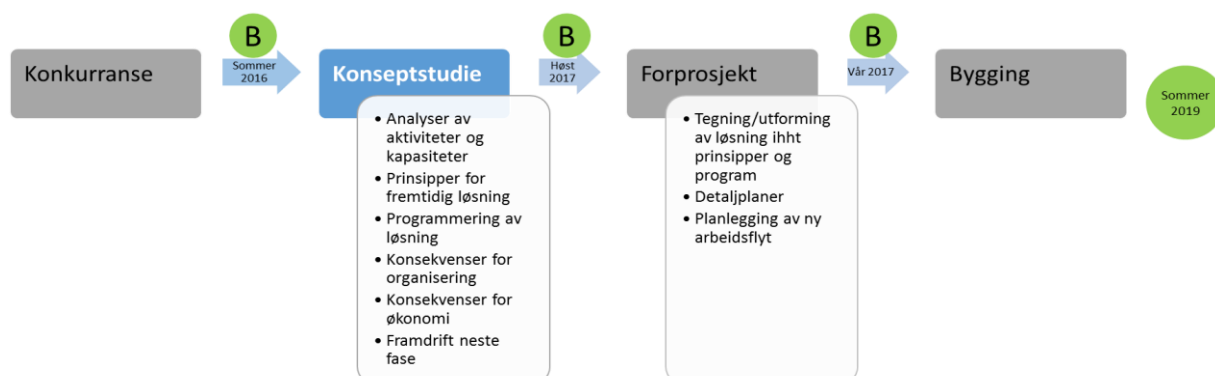 Konkurranse
B
Sommer
2016
Konseptstudie
• Analyser av
aktiviteter og
kapasiteter
• Prinsipper for
fremtidig løsning
• Programmering av
løsning
• Konsekvenser for
organisering
• Konsekvenser for
økonomi
• Framdrift neste
fase
B
Høst
2017
Forprosjekt
• Tegning/utforming
av løsning ihht
prinsipper og
program
• Detaljplaner
• Planlegging av ny
arbeidsflyt
B
Vår 2017
Bygging
Sommer
2019